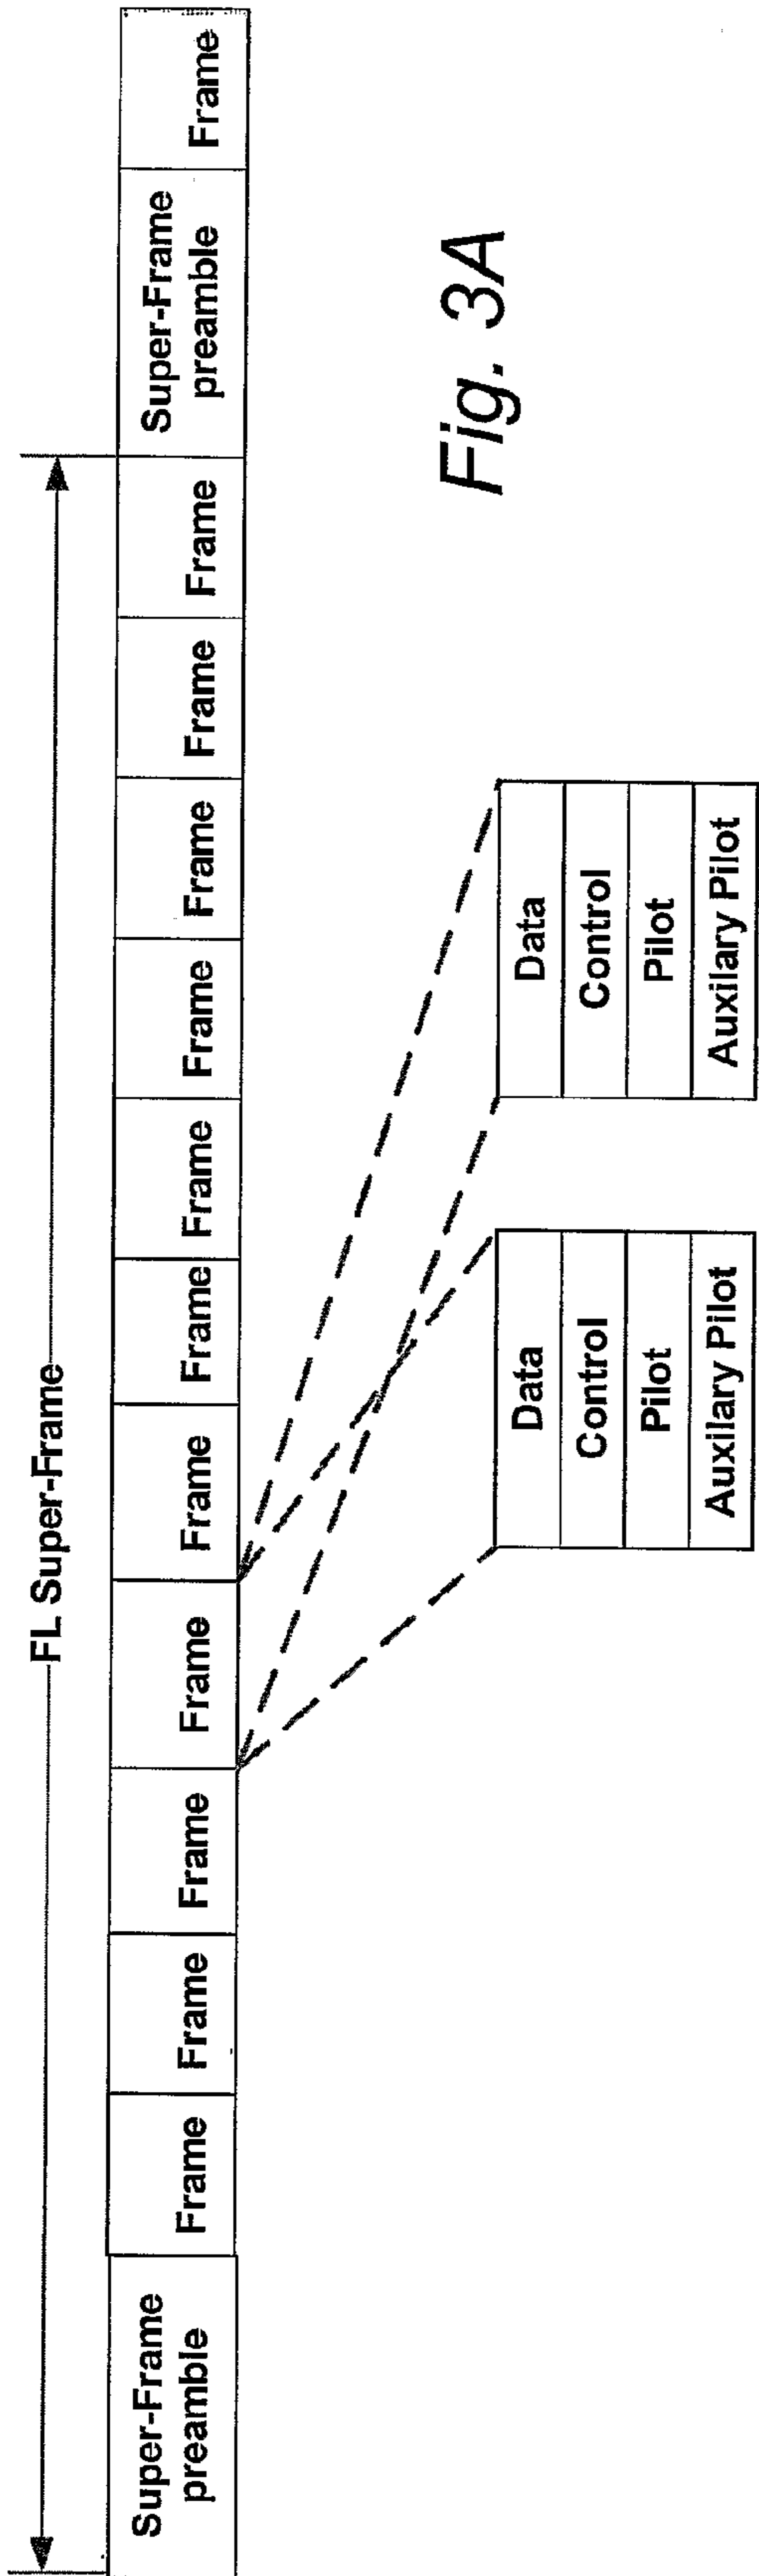 FL Super-Frame
Super-Frame
preamble
Frame
Frame
Frame
Frame
Frame
Frame
Frame
Frame
Frame
Frame
Frame
Super-Frame
preamble
Frame
Data
Control
Pilot
Auxilary Pilot
Data
Control
Pilot
Auxilary Pilot
Fig. 3A